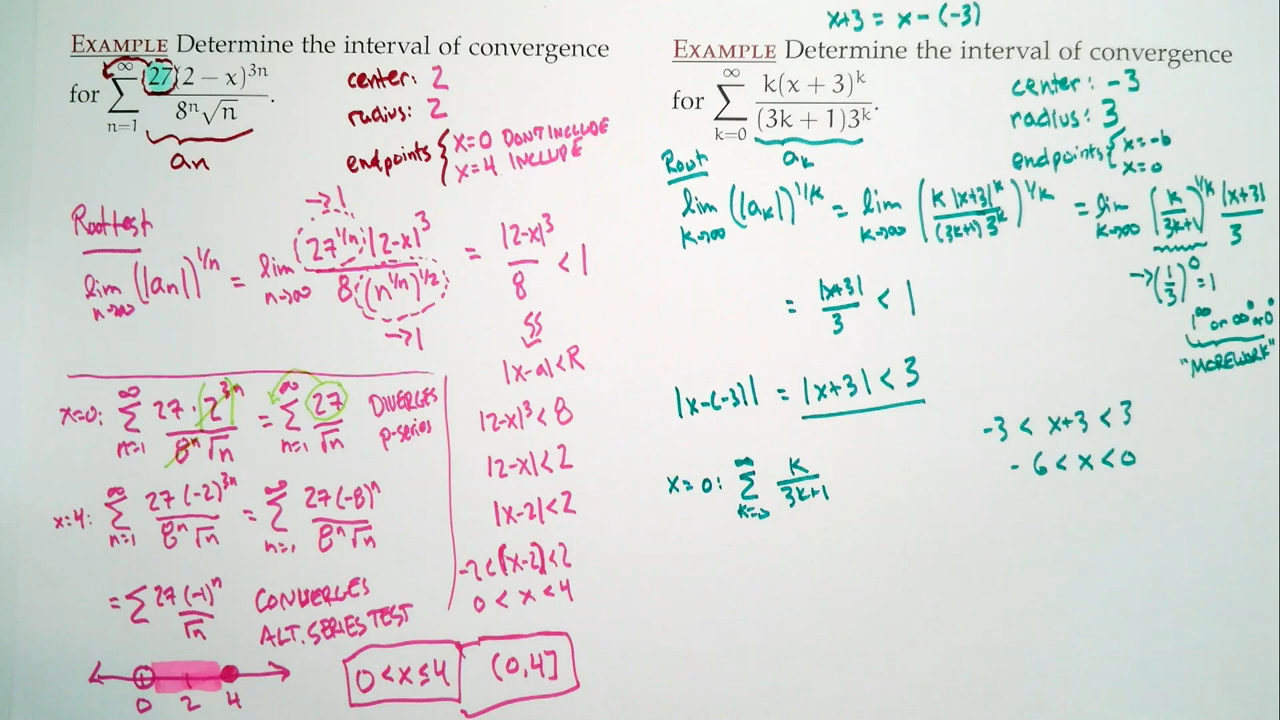 EXAMPLE Determine the interval of convergence
for ∑_{n=1}^{∞} 27(2 − x)^{3n} / 8^n √n.
a_n
center: 2
radius: 2
endpoints { x=0 DON'T INCLUDE
x=4 INCLUDE
Root test
lim_{n→∞} (|a_n|)^{1/n} = lim_{n→∞} (27^{1/n})|2-x|^3 / 8(n^{1/n})^{1/2} = |2-x|^3 / 8 < 1
→1
→1
|x-a|<R
|2-x|^3 < 8
|2-x| < 2
|x-2| < 2
-2<(x-2)<2
0 < x < 4
x=0: ∑_{n=1}^{∞} 27·2^{3n} / 8^n √n = ∑_{n=1}^{∞} 27 / √n DIVERGES
p-series
x=4: ∑_{n=1}^{∞} 27(-2)^{3n} / 8^n √n = ∑_{n=1}^{∞} 27(-8)^n / 8^n √n
= ∑ 27(-1)^n / √n CONVERGES
ALT. SERIES TEST
0 2 4
0<x≤4 (0,4]
x+3 = x-(-3)
EXAMPLE Determine the interval of convergence
for ∑_{k=0}^{∞} k(x + 3)^k / (3k + 1)3^k.
a_k
center: -3
radius: 3
endpoints { x=-6
x=0
Root
lim_{k→∞} (|a_k|)^{1/k} = lim_{k→∞} (k|x+3|^k / (3k+1) 3^k)^{1/k} = lim_{k→∞} (k / 3k+1)^{1/k} |x+3| / 3
→(1/3)^0 = 1
= |x+3| / 3 < 1
1^∞ or ∞^0 or 0^0
"MORE WORK"
|x-(-3)| = |x+3| < 3
-3 < x+3 < 3
-6 < x < 0
x=0: ∑_{k=0}^{∞} k / 3k+1